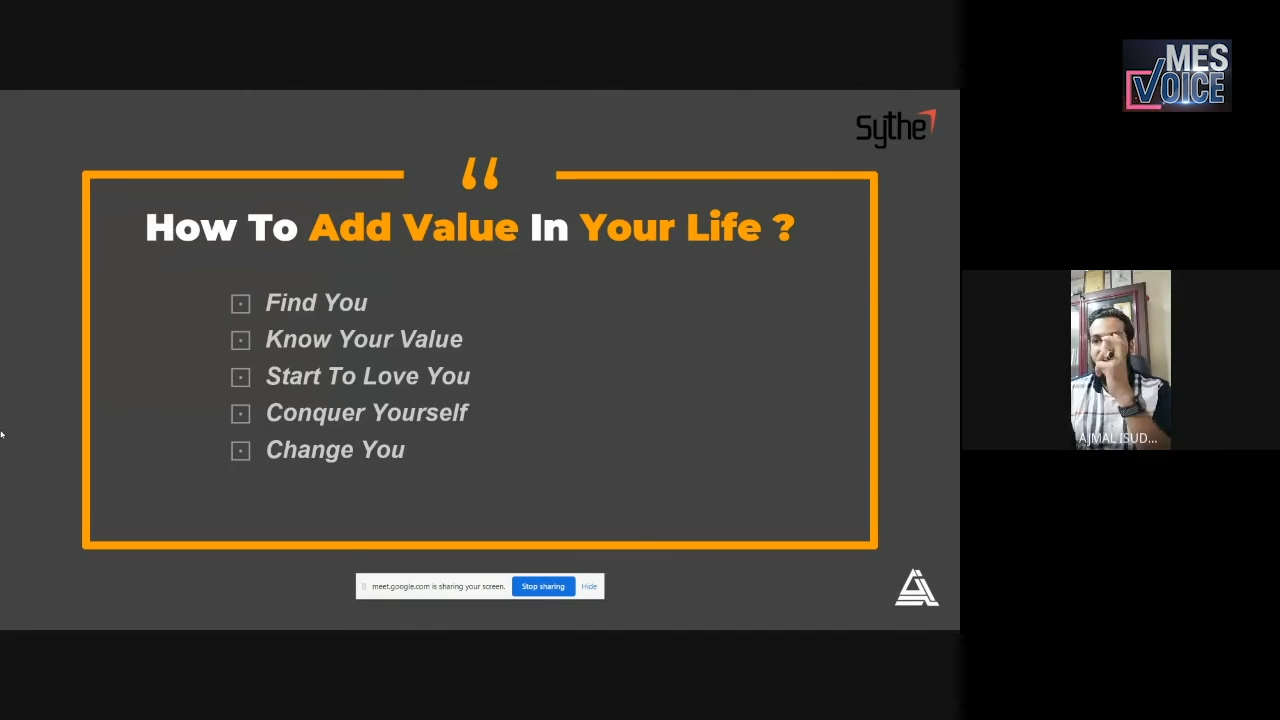 MES
VOICE
Sythe
“
How To Add Value In Your Life ?
Find You
Know Your Value
Start To Love You
Conquer Yourself
Change You
AJMAL ISUD...
meet.google.com is sharing your screen. Stop sharing Hide